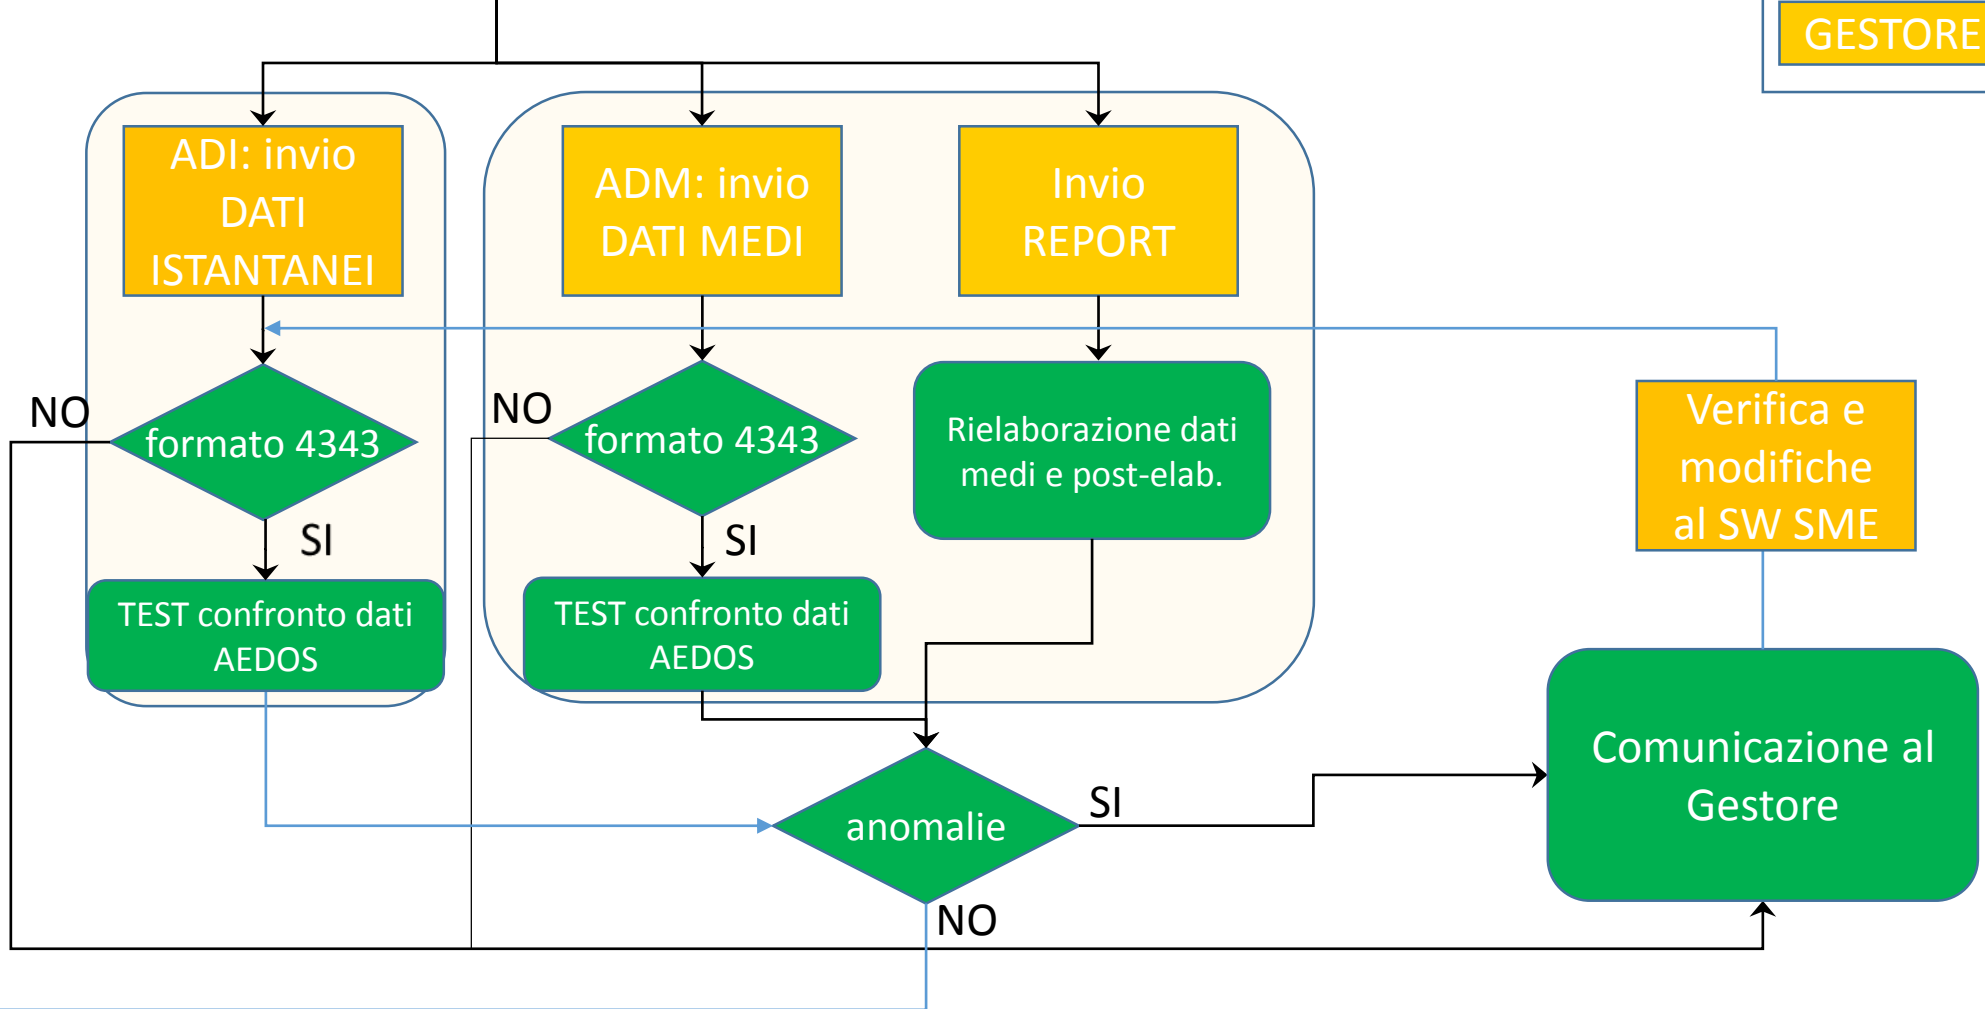 GESTORE
ADI: invio
DATI
ISTANTANEI
ADM: invio
DATI MEDI
Invio
REPORT
NO
formato 4343
SI
NO
formato 4343
SI
Rielaborazione dati
medi e post-elab.
Verifica e
modifiche
al SW SME
TEST confronto dati
AEDOS
TEST confronto dati
AEDOS
anomalie
SI
NO
Comunicazione al
Gestore